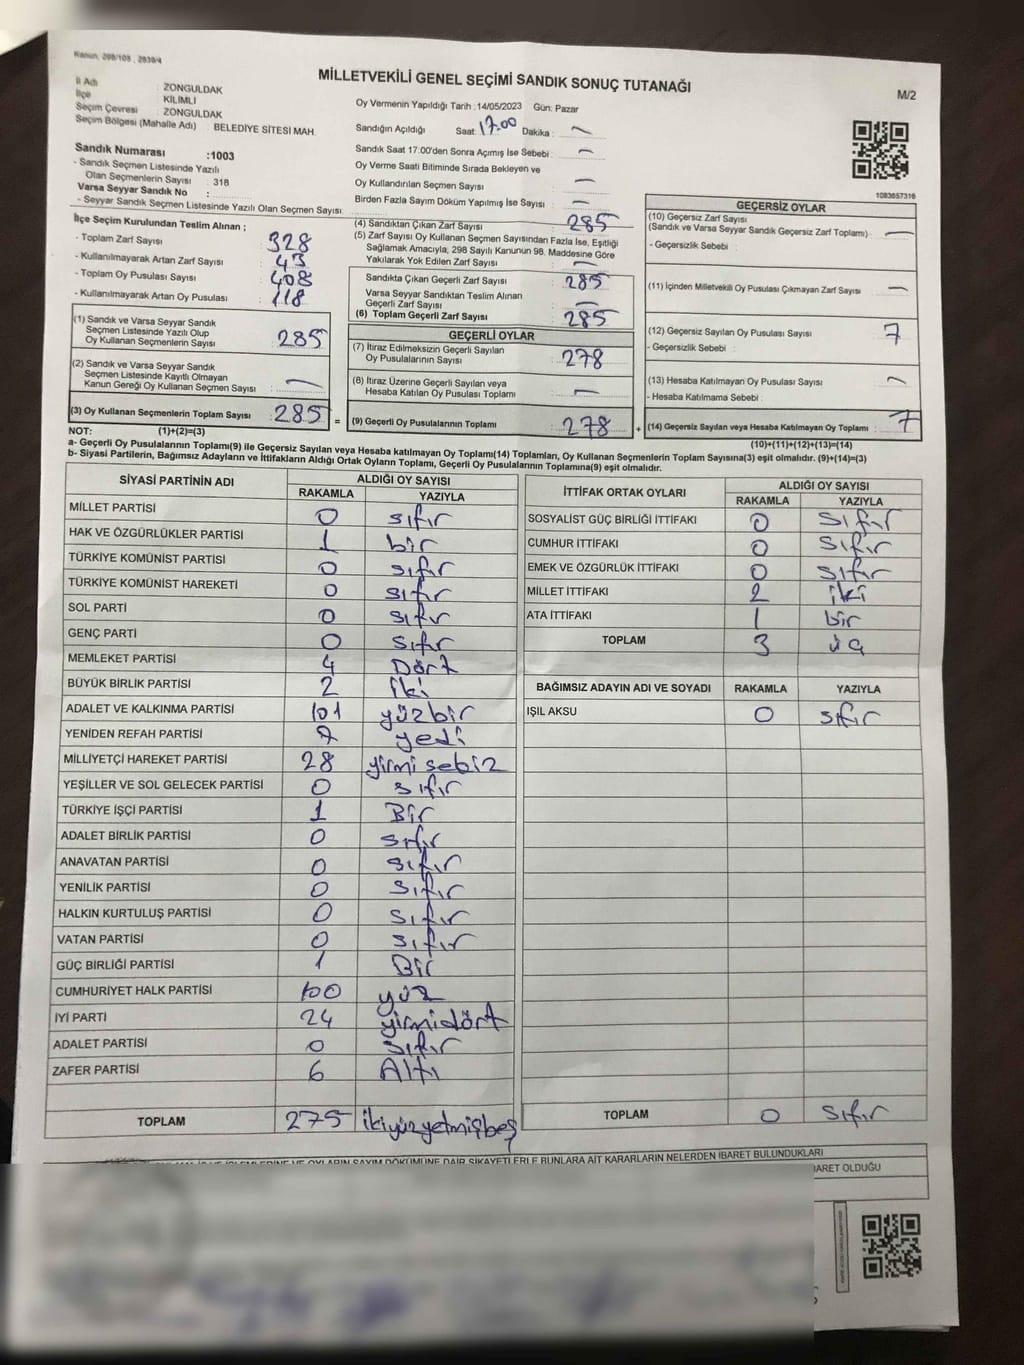 Kanun, 298/105 , 2839/4
MİLLETVEKİLİ GENEL SEÇİMİ SANDIK SONUÇ TUTANAĞI
M/2
İl Adı : ZONGULDAK
İlçe : KİLİMLİ
Seçim Çevresi : ZONGULDAK
Seçim Bölgesi (Mahalle Adı) : BELEDİYE SİTESİ MAH.
Sandık Numarası :1003
- Sandık Seçmen Listesinde Yazılı
Olan Seçmenlerin Sayısı : 318
Varsa Seyyar Sandık No :
- Seyyar Sandık Seçmen Listesinde Yazılı Olan Seçmen Sayısı:
Oy Vermenin Yapıldığı Tarih :14/05/2023 Gün: Pazar
Sandığın Açıldığı Saat: 17.00 Dakika : —
Sandık Saat 17:00'den Sonra Açımış İse Sebebi : —
Oy Verme Saati Bitiminde Sırada Bekleyen ve
Oy Kullandırılan Seçmen Sayısı : —
Birden Fazla Sayım Döküm Yapılmış İse Sayısı : —
1083657316
İlçe Seçim Kurulundan Teslim Alınan ;
- Toplam Zarf Sayısı : 328
- Kullanılmayarak Artan Zarf Sayısı : 43
- Toplam Oy Pusulası Sayısı : 408
- Kullanılmayarak Artan Oy Pusulası : 118
(1) Sandık ve Varsa Seyyar Sandık
Seçmen Listesinde Yazılı Olup
Oy Kullanan Seçmenlerin Sayısı : 285
(2) Sandık ve Varsa Seyyar Sandık
Seçmen Listesinde Kayıtlı Olmayan
Kanun Gereği Oy Kullanan Seçmen Sayısı : —
(3) Oy Kullanan Seçmenlerin Toplam Sayısı : 285 =
(4) Sandıktan Çıkan Zarf Sayısı : 285
(5) Zarf Sayısı Oy Kullanan Seçmen Sayısından Fazla İse, Eşitliği
Sağlamak Amacıyla, 298 Sayılı Kanunun 98. Maddesine Göre
Yakılarak Yok Edilen Zarf Sayısı : —
Sandıkta Çıkan Geçerli Zarf Sayısı : 285
Varsa Seyyar Sandıktan Teslim Alınan
Geçerli Zarf Sayısı : —
(6) Toplam Geçerli Zarf Sayısı : 285
GEÇERLİ OYLAR
(7) İtiraz Edilmeksizin Geçerli Sayılan
Oy Pusulalarının Sayısı : 278
(8) İtiraz Üzerine Geçerli Sayılan veya
Hesaba Katılan Oy Pusulası Toplamı : —
(9) Geçerli Oy Pusulalarının Toplamı : 278 +
GEÇERSİZ OYLAR
(10) Geçersiz Zarf Sayısı
(Sandık ve Varsa Seyyar Sandık Geçersiz Zarf Toplamı) : —
- Geçersizlik Sebebi :
(11) İçinden Milletvekili Oy Pusulası Çıkmayan Zarf Sayısı : —
(12) Geçersiz Sayılan Oy Pusulası Sayısı : 7
- Geçersizlik Sebebi :
(13) Hesaba Katılmayan Oy Pusulası Sayısı : —
- Hesaba Katılmama Sebebi :
(14) Geçersiz Sayılan veya Hesaba Katılmayan Oy Toplamı : 7
NOT: (1)+(2)=(3) (10)+(11)+(12)+(13)=(14)
a- Geçerli Oy Pusulalarının Toplamı(9) ile Geçersiz Sayılan veya Hesaba katılmayan Oy Toplamı(14) Toplamları, Oy Kullanan Seçmenlerin Toplam Sayısına(3) eşit olmalıdır. (9)+(14)=(3)
b- Siyasi Partilerin, Bağımsız Adayların ve İttifakların Aldığı Ortak Oyların Toplamı, Geçerli Oy Pusulalarının Toplamına(9) eşit olmalıdır.
SİYASİ PARTİNİN ADI ALDIĞI OY SAYISI
RAKAMLA YAZIYLA
MİLLET PARTİSİ 0 sıfır
HAK VE ÖZGÜRLÜKLER PARTİSİ 1 bir
TÜRKİYE KOMÜNİST PARTİSİ 0 sıfır
TÜRKİYE KOMÜNİST HAREKETİ 0 sıfır
SOL PARTİ 0 sıfır
GENÇ PARTİ 0 sıfır
MEMLEKET PARTİSİ 4 Dört
BÜYÜK BİRLİK PARTİSİ 2 iki
ADALET VE KALKINMA PARTİSİ 101 yüzbir
YENİDEN REFAH PARTİSİ 7 yedi
MİLLİYETÇİ HAREKET PARTİSİ 28 yirmi sebiz
YEŞİLLER VE SOL GELECEK PARTİSİ 0 sıfır
TÜRKİYE İŞÇİ PARTİSİ 1 Bir
ADALET BİRLİK PARTİSİ 0 sıfır
ANAVATAN PARTİSİ 0 sıfır
YENİLİK PARTİSİ 0 sıfır
HALKIN KURTULUŞ PARTİSİ 0 sıfır
VATAN PARTİSİ 0 sıfır
GÜÇ BİRLİĞİ PARTİSİ 1 Bir
CUMHURİYET HALK PARTİSİ 100 yüz
İYİ PARTİ 24 yirmidört
ADALET PARTİSİ 0 sıfır
ZAFER PARTİSİ 6 Altı
TOPLAM 275 ikiyüzyetmişbeş
İTTİFAK ORTAK OYLARI ALDIĞI OY SAYISI
RAKAMLA YAZIYLA
SOSYALİST GÜÇ BİRLİĞİ İTTİFAKI 0 sıfır
CUMHUR İTTİFAKI 0 sıfır
EMEK VE ÖZGÜRLÜK İTTİFAKI 0 sıfır
MİLLET İTTİFAKI 2 iki
ATA İTTİFAKI 1 bir
TOPLAM 3 üç
BAĞIMSIZ ADAYIN ADI VE SOYADI RAKAMLA YAZIYLA
IŞIL AKSU 0 sıfır
TOPLAM 0 sıfır
OYLARIN SAYIM DÖKÜMÜNE DAİR ŞİKAYETLERLE BUNLARA AİT KARARLARIN NELERDEN İBARET BULUNDUKLARI
İBARET OLDUĞU